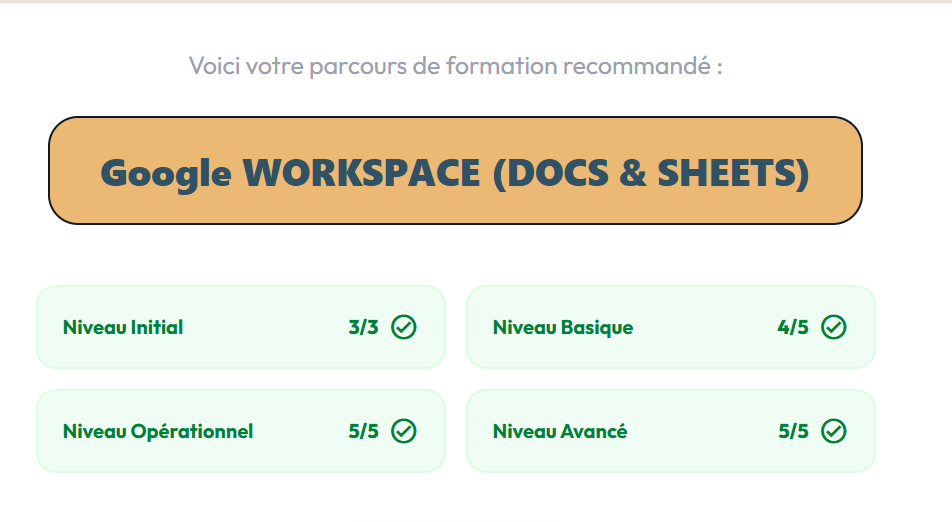 Voici votre parcours de formation recommandé :
Google WORKSPACE (DOCS & SHEETS)
Niveau Initial 3/3
Niveau Basique 4/5
Niveau Opérationnel 5/5
Niveau Avancé 5/5